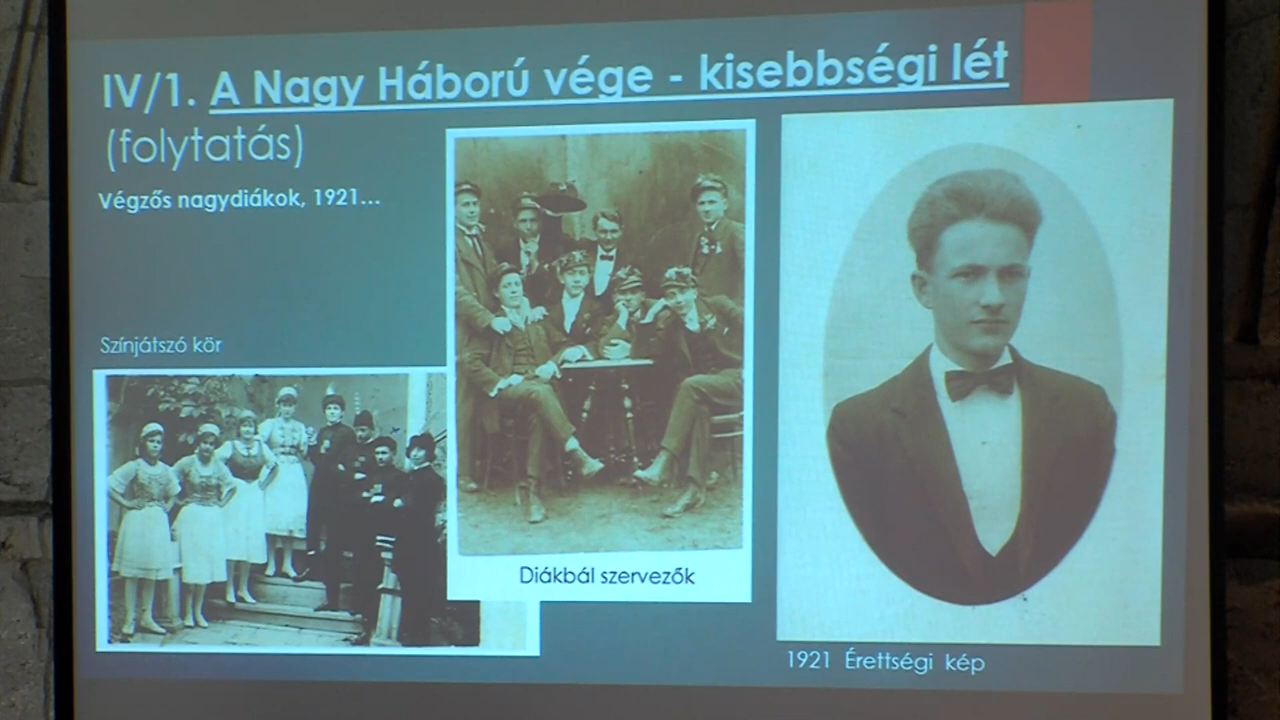 IV/1. A Nagy Háború vége - kisebbségi lét
(folytatás)
Végzős nagydiákok, 1921...
Színjátszó kör
Diákbál szervezők
1921 Érettségi kép